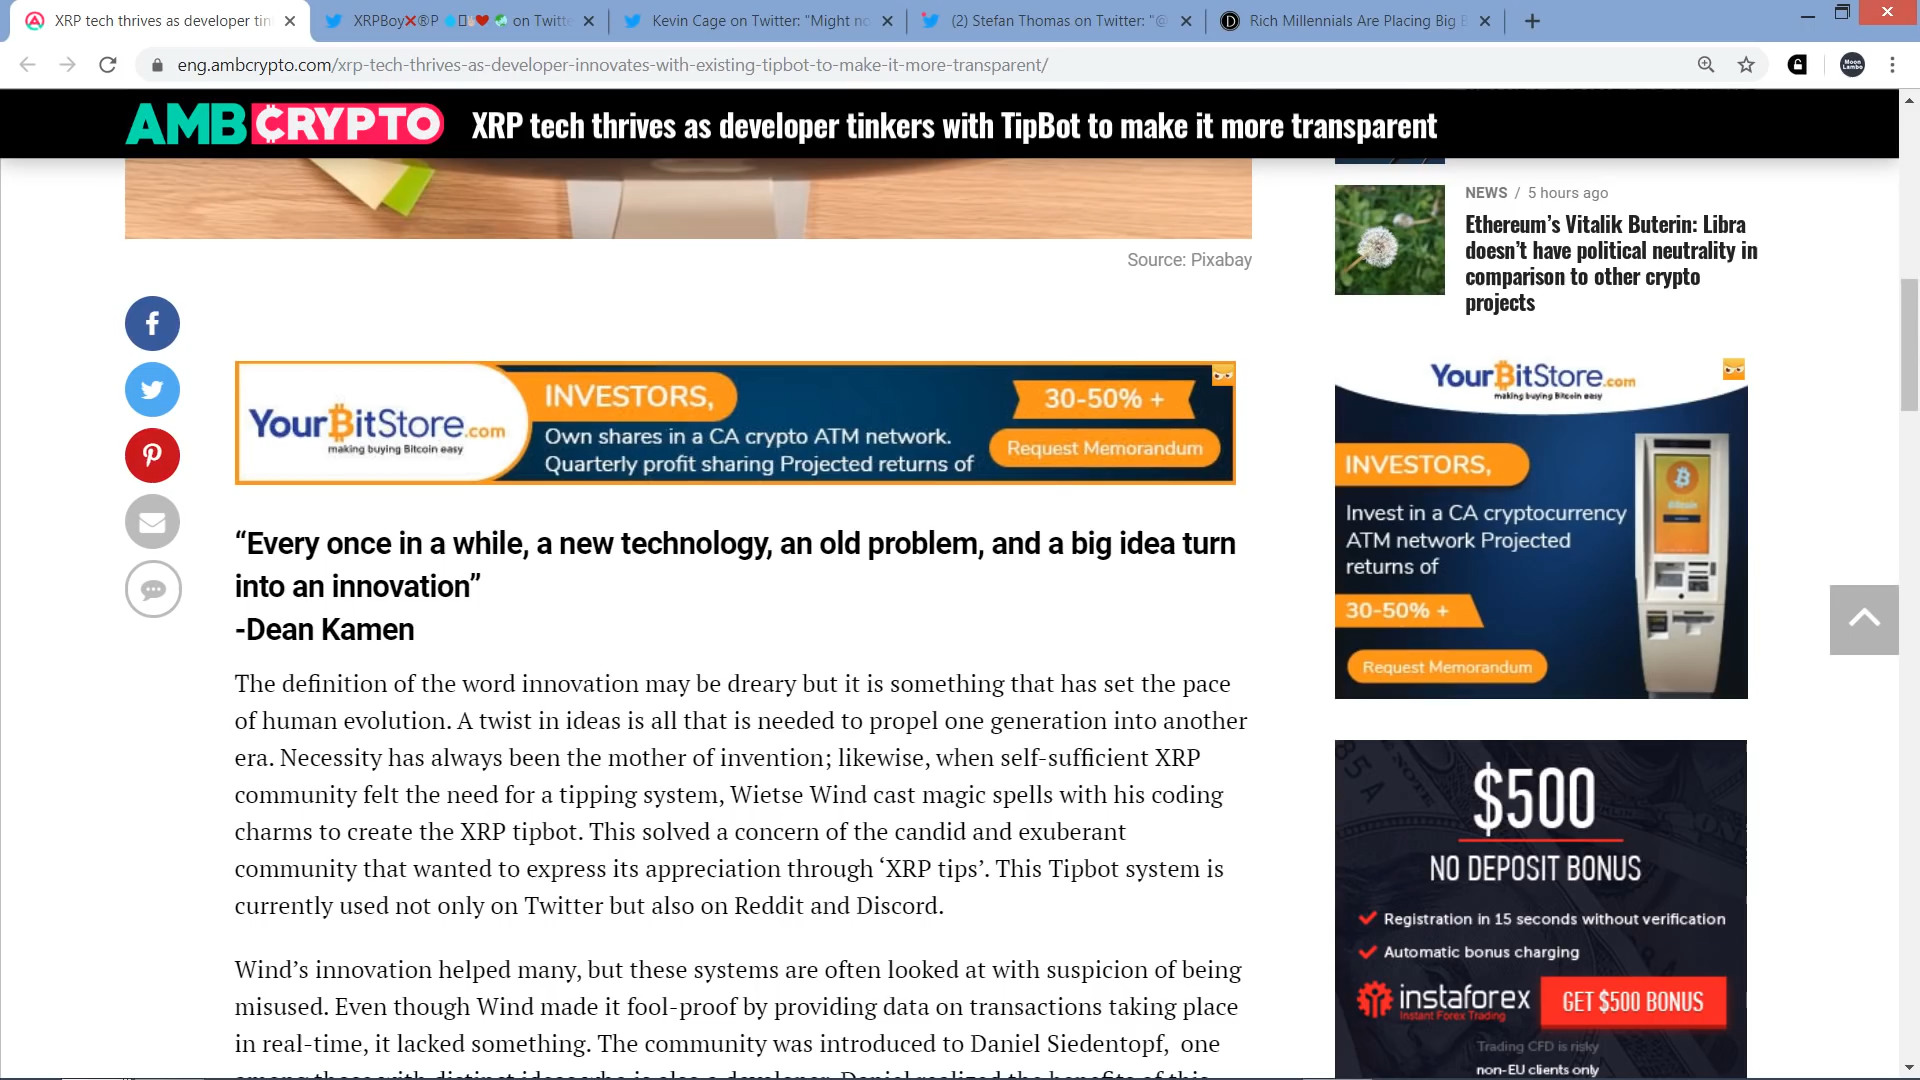 XRP tech thrives as developer tin
XRPBoy ®P on Twitte
Kevin Cage on Twitter: "Might no
(2) Stefan Thomas on Twitter: "@
Rich Millennials Are Placing Big B
eng.ambcrypto.com/xrp-tech-thrives-as-developer-innovates-with-existing-tipbot-to-make-it-more-transparent/
Moon
Lambo
AMBCRYPTO
XRP tech thrives as developer tinkers with TipBot to make it more transparent
Source: Pixabay
NEWS / 5 hours ago
Ethereum’s Vitalik Buterin: Libra
doesn’t have political neutrality in
comparison to other crypto
projects
YourBitStore.com
making buying Bitcoin easy
INVESTORS,
Own shares in a CA crypto ATM network.
Quarterly profit sharing Projected returns of
30-50% +
Request Memorandum
YourBitStore.com
making buying Bitcoin easy
INVESTORS,
Invest in a CA cryptocurrency
ATM network Projected
returns of
30-50% +
Request Memorandum
“Every once in a while, a new technology, an old problem, and a big idea turn
into an innovation”
-Dean Kamen
The definition of the word innovation may be dreary but it is something that has set the pace
of human evolution. A twist in ideas is all that is needed to propel one generation into another
era. Necessity has always been the mother of invention; likewise, when self-sufficient XRP
community felt the need for a tipping system, Wietse Wind cast magic spells with his coding
charms to create the XRP tipbot. This solved a concern of the candid and exuberant
community that wanted to express its appreciation through ‘XRP tips’. This Tipbot system is
currently used not only on Twitter but also on Reddit and Discord.
Wind’s innovation helped many, but these systems are often looked at with suspicion of being
misused. Even though Wind made it fool-proof by providing data on transactions taking place
in real-time, it lacked something. The community was introduced to Daniel Siedentopf, one
$500
NO DEPOSIT BONUS
Registration in 15 seconds without verification
Automatic bonus charging
instaforex
Instant Forex Trading
GET $500 BONUS
Trading CFD is risky
non-EU clients only